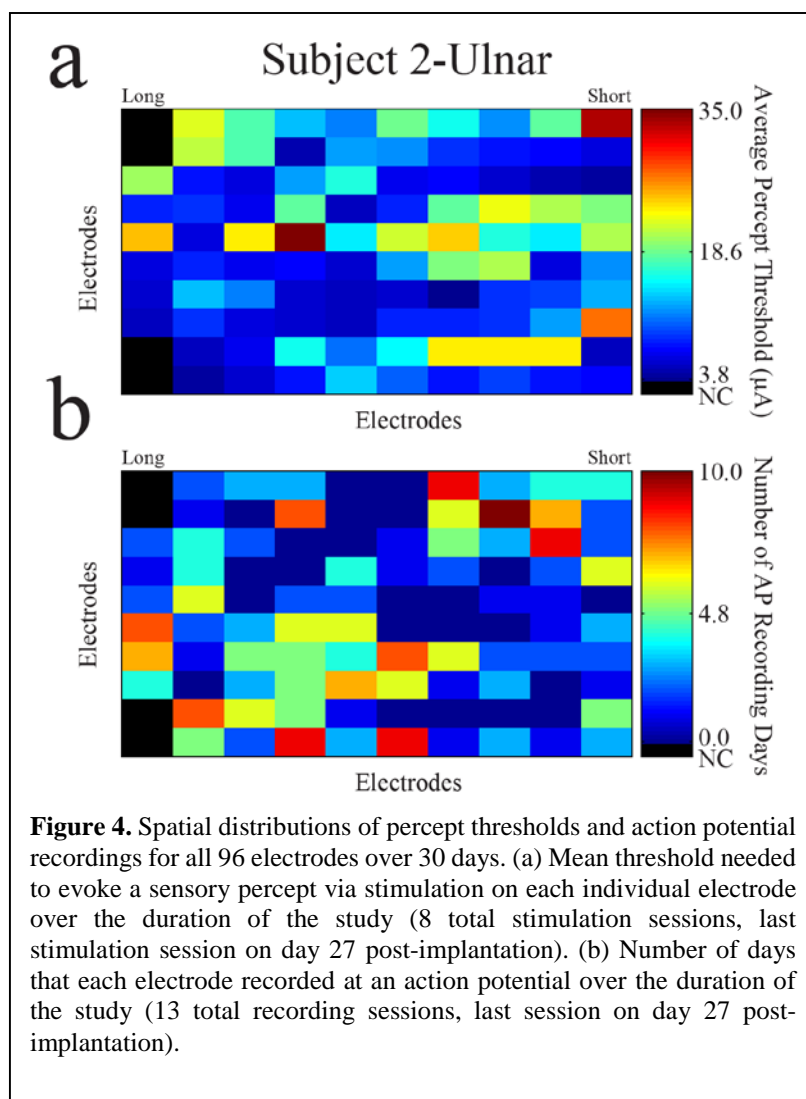 a
Subject 2-Ulnar
Long
Short
Electrodes
Electrodes
35.0
18.6
3.8
NC
Average Percept Threshold (µA)
b
Long
Short
Electrodes
Electrodes
10.0
4.8
0.0
NC
Number of AP Recording Days
Figure 4. Spatial distributions of percept thresholds and action potential
recordings for all 96 electrodes over 30 days. (a) Mean threshold needed
to evoke a sensory percept via stimulation on each individual electrode
over the duration of the study (8 total stimulation sessions, last
stimulation session on day 27 post-implantation). (b) Number of days
that each electrode recorded at an action potential over the duration of
the study (13 total recording sessions, last session on day 27 post-
implantation).